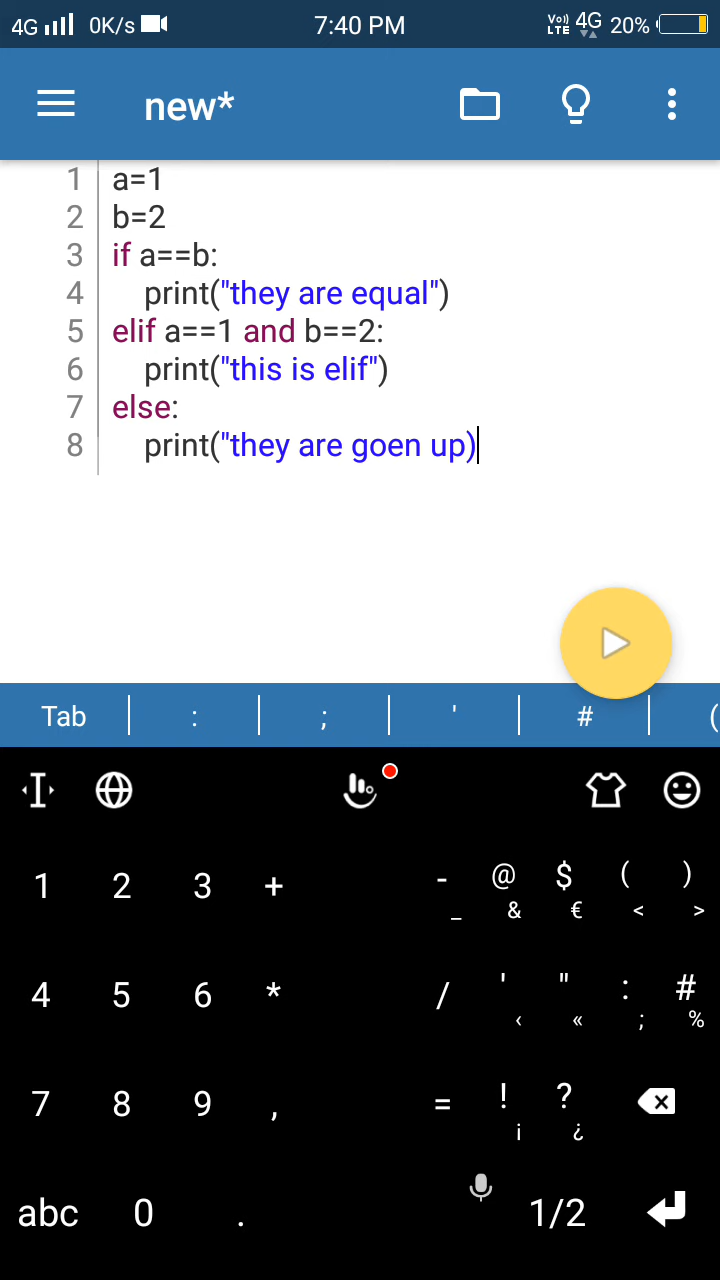 4G 0K/s 7:40 PM Vo)) LTE 4G 20%
new*
1 a=1
2 b=2
3 if a==b:
4 print("they are equal")
5 elif a==1 and b==2:
6 print("this is elif")
7 else:
8 print("they are goen up)
Tab : ; ' # (
1 2 3 + - @ $ ( )
_ & € < >
4 5 6 * / ' " : #
‹ « ; %
7 8 9 , = ! ?
¡ ¿
abc 0 . 1/2